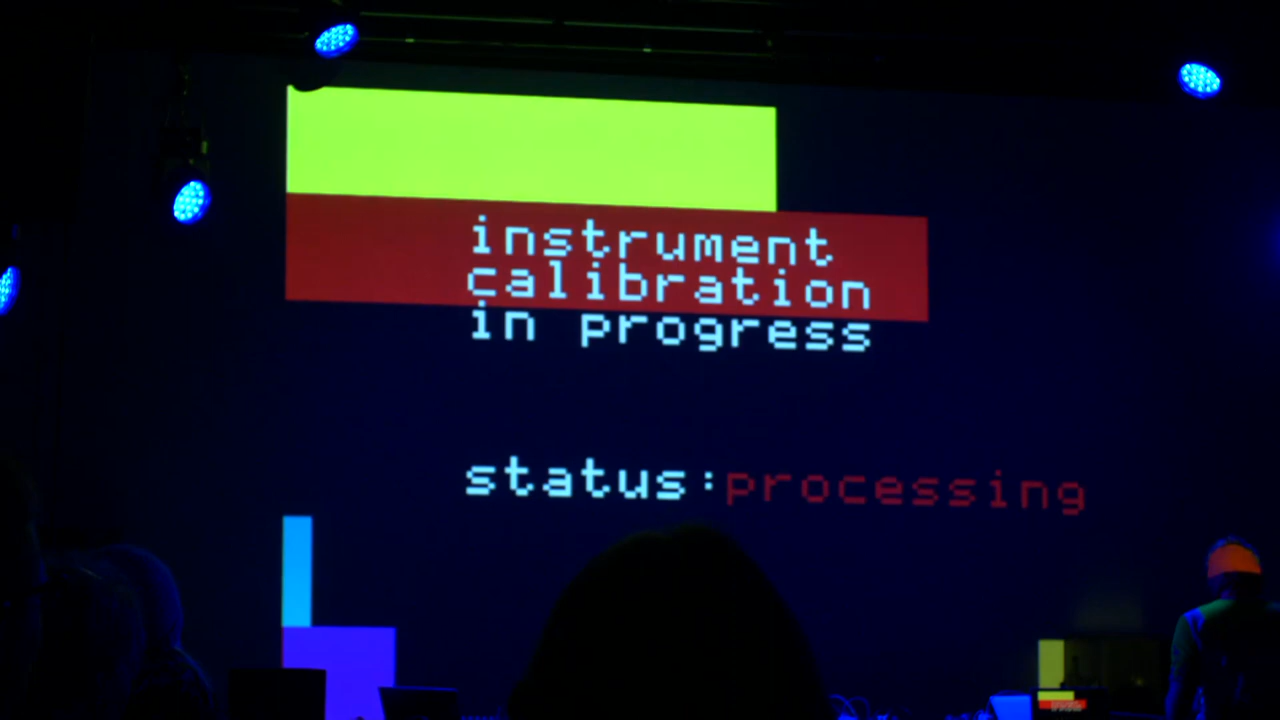 instrument
calibration
in progress
status:processing